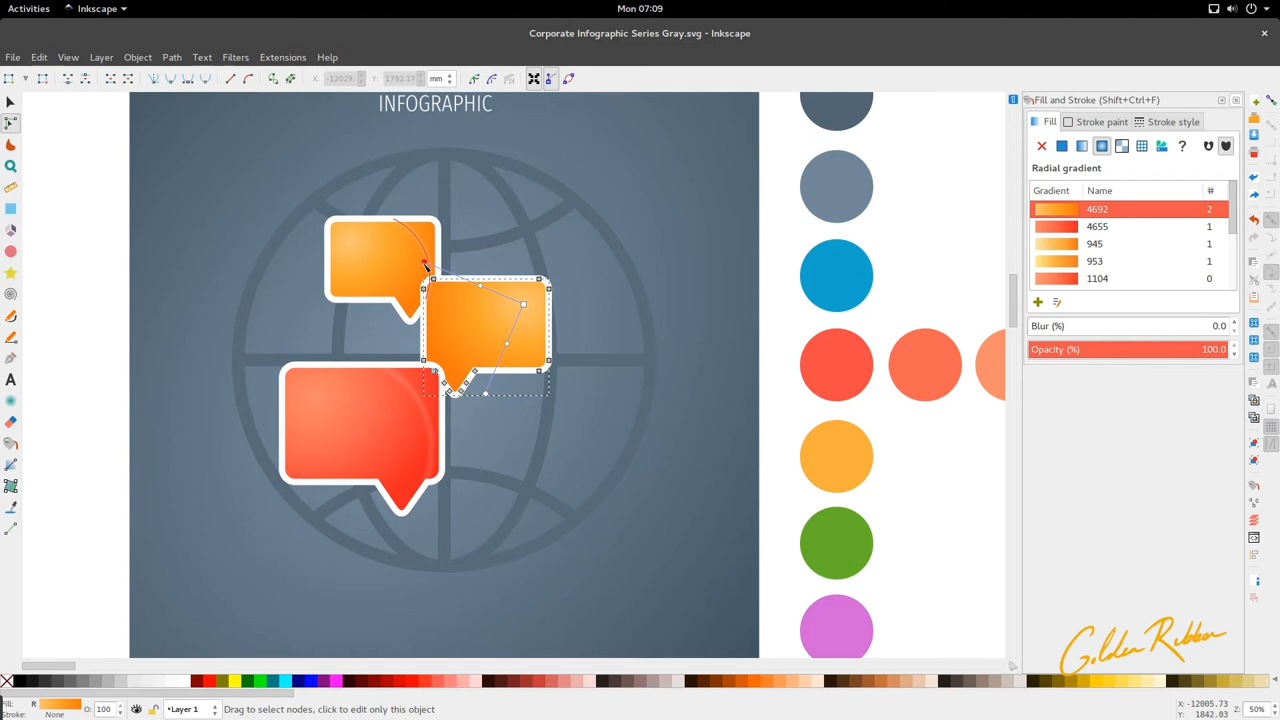 Activities
Inkscape
Mon 07:09
Corporate Infographic Series Gray.svg - Inkscape
File Edit View Layer Object Path Text Filters Extensions Help
X: -12029. Y: 1792.17 mm
INFOGRAPHIC
Fill and Stroke (Shift+Ctrl+F)
Fill Stroke paint Stroke style
Radial gradient
Gradient Name #
4692 2
4655 1
945 1
953 1
1104 0
Blur (%) 0.0
Opacity (%) 100.0
Golden Ribbon
Fill: R O: 100 •Layer 1 Drag to select nodes, click to edit only this object X: -12005.73 Z: 50%
Stroke: None Y: 1842.03